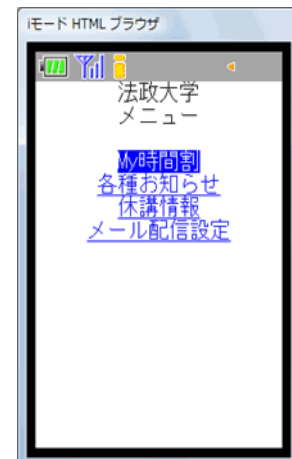 iモード HTML ブラウザ
法政大学
メニュー
My時間割
各種お知らせ
休講情報
メール配信設定